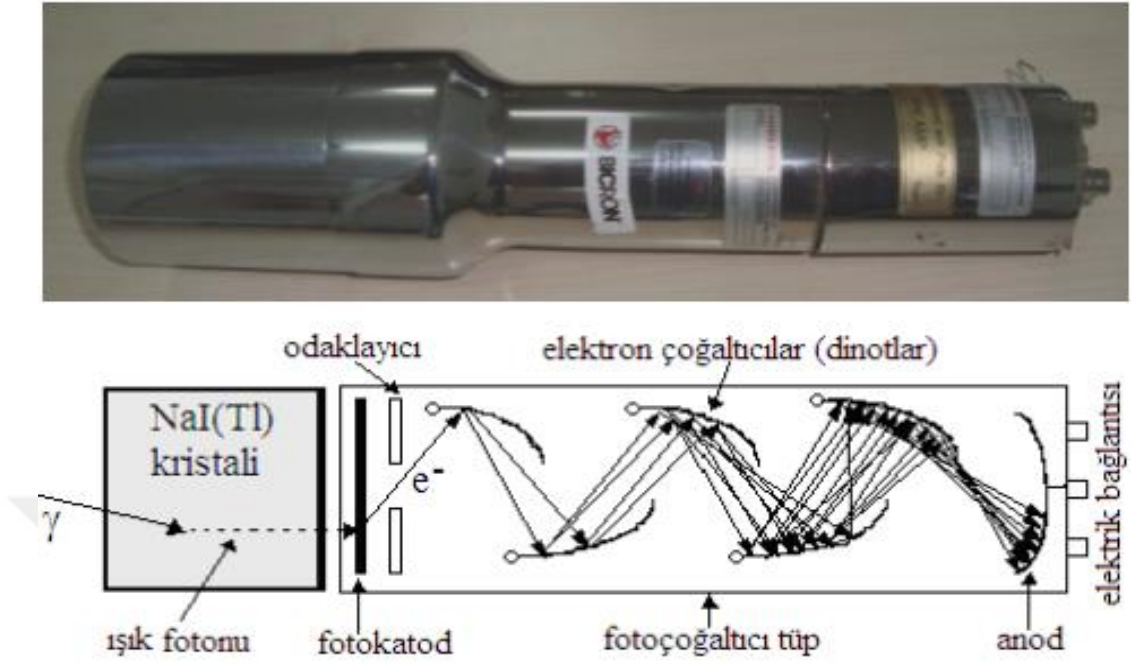 BICRON
odaklayıcı
elektron çoğaltıcılar (dinotlar)
NaI(Tl)
kristali
e-
γ
elektrik bağlantısı
ışık fotonu
fotokatod
fotoçoğaltıcı tüp
anod